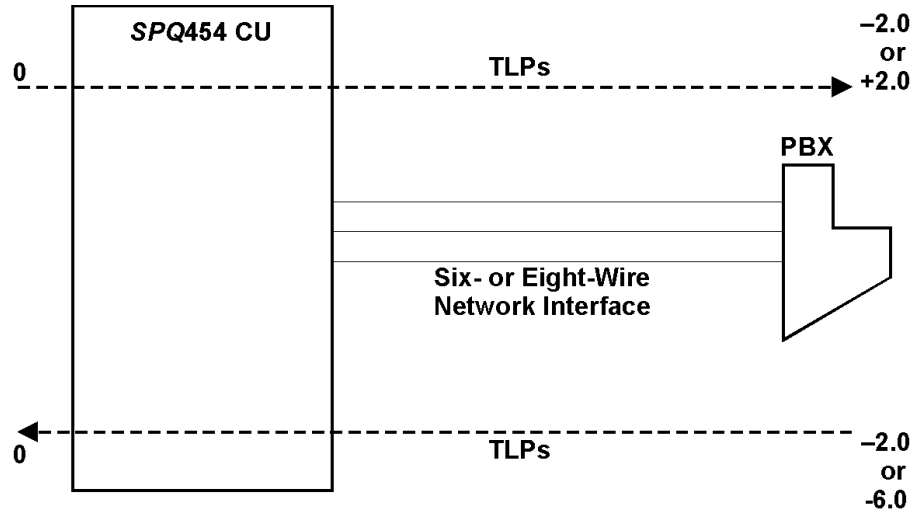 SPQ454 CU
–2.0
or
+2.0
0
TLPs
PBX
Six- or Eight-Wire
Network Interface
0
TLPs
–2.0
or
-6.0